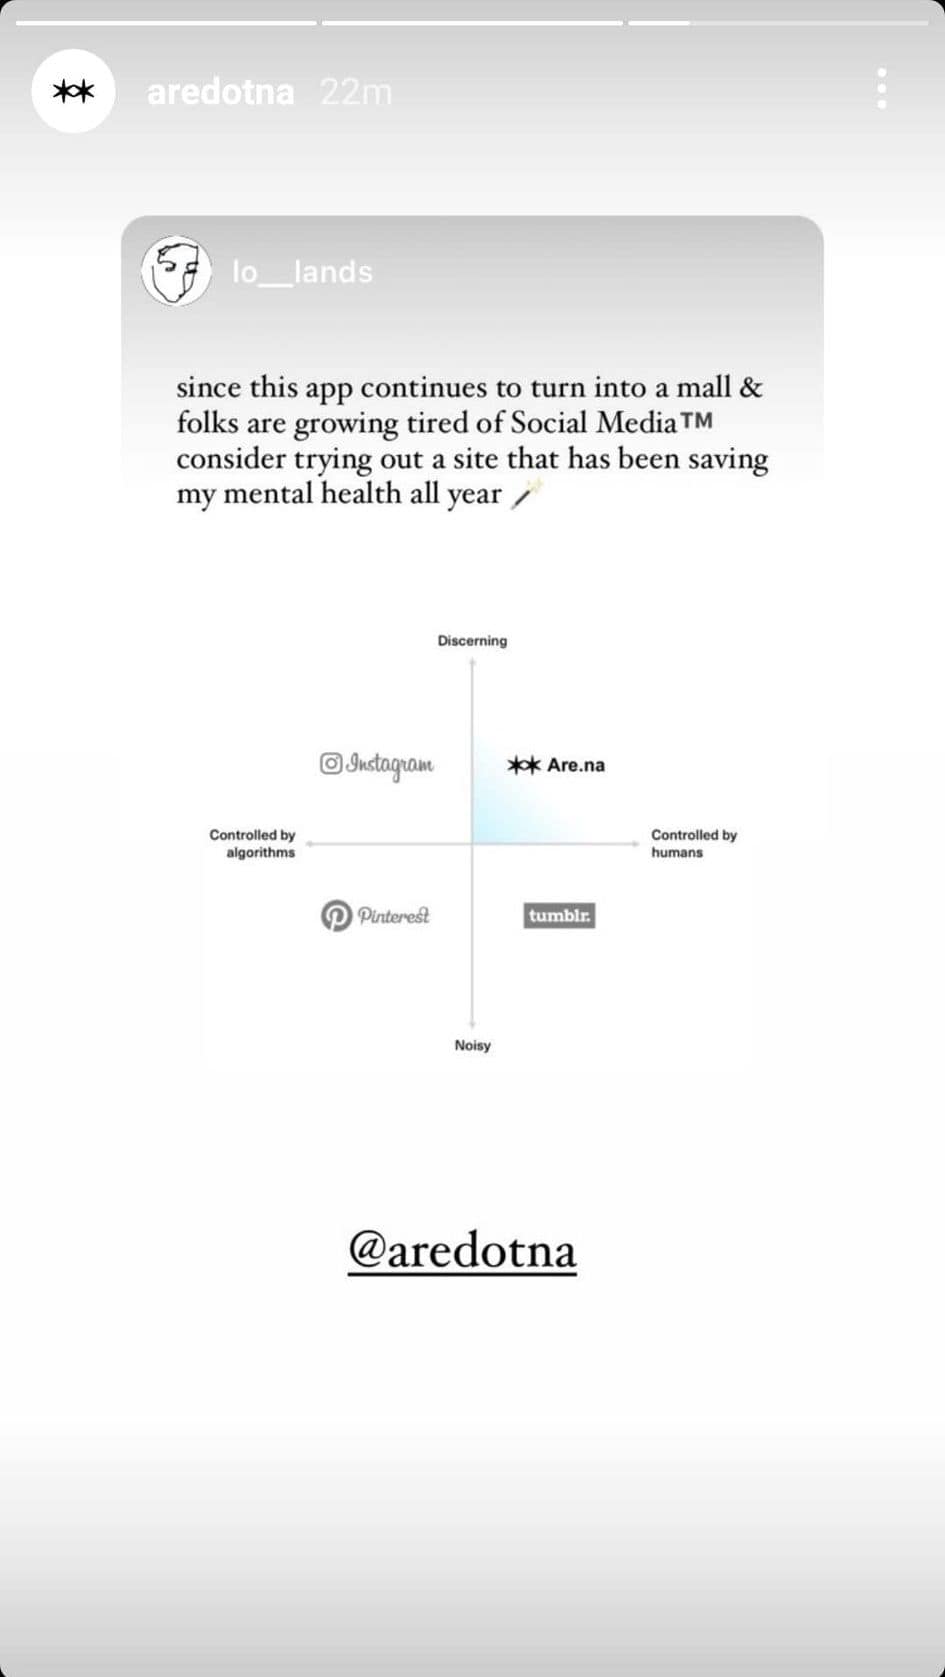 aredotna 22m
lo__lands
since this app continues to turn into a mall &
folks are growing tired of Social Media™
consider trying out a site that has been saving
my mental health all year 🪄
Discerning
Instagram
Are.na
Controlled by
algorithms
Controlled by
humans
Pinterest
tumblr.
Noisy
@aredotna